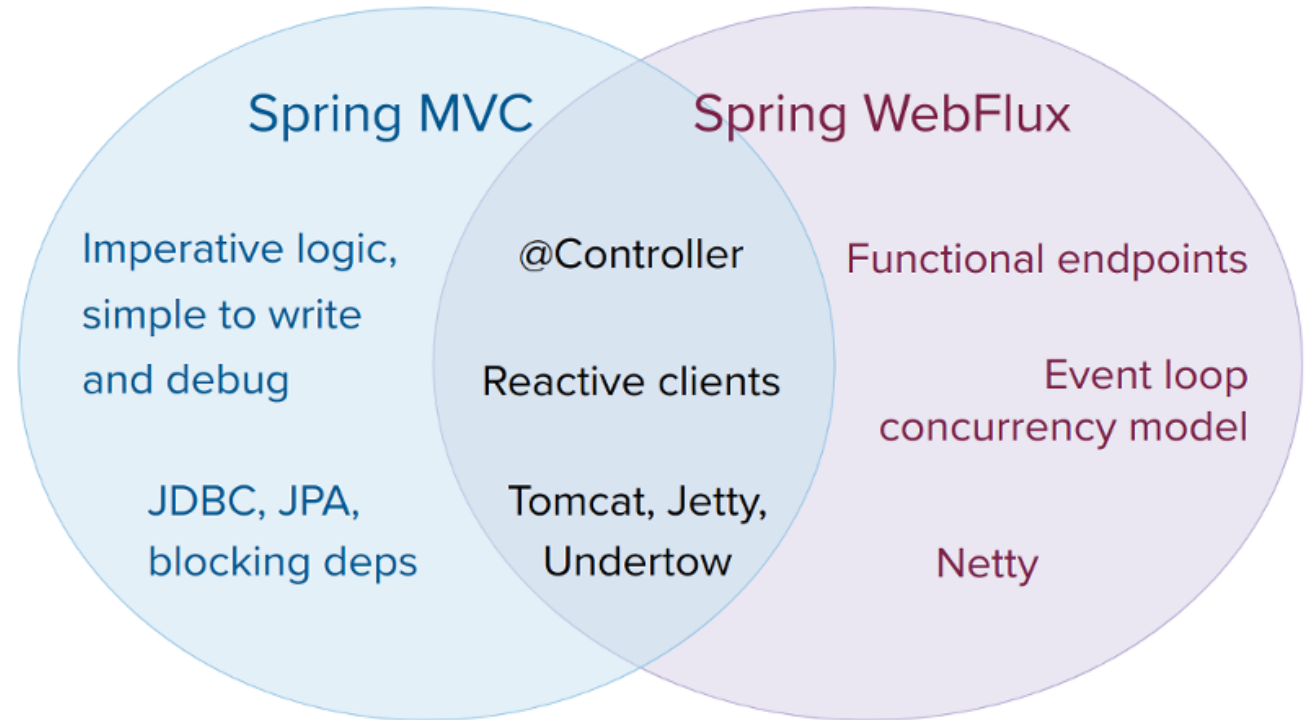 Spring MVC
Imperative logic,
simple to write
and debug
JDBC, JPA,
blocking deps
@Controller
Reactive clients
Tomcat, Jetty,
Undertow
Spring WebFlux
Functional endpoints
Event loop
concurrency model
Netty